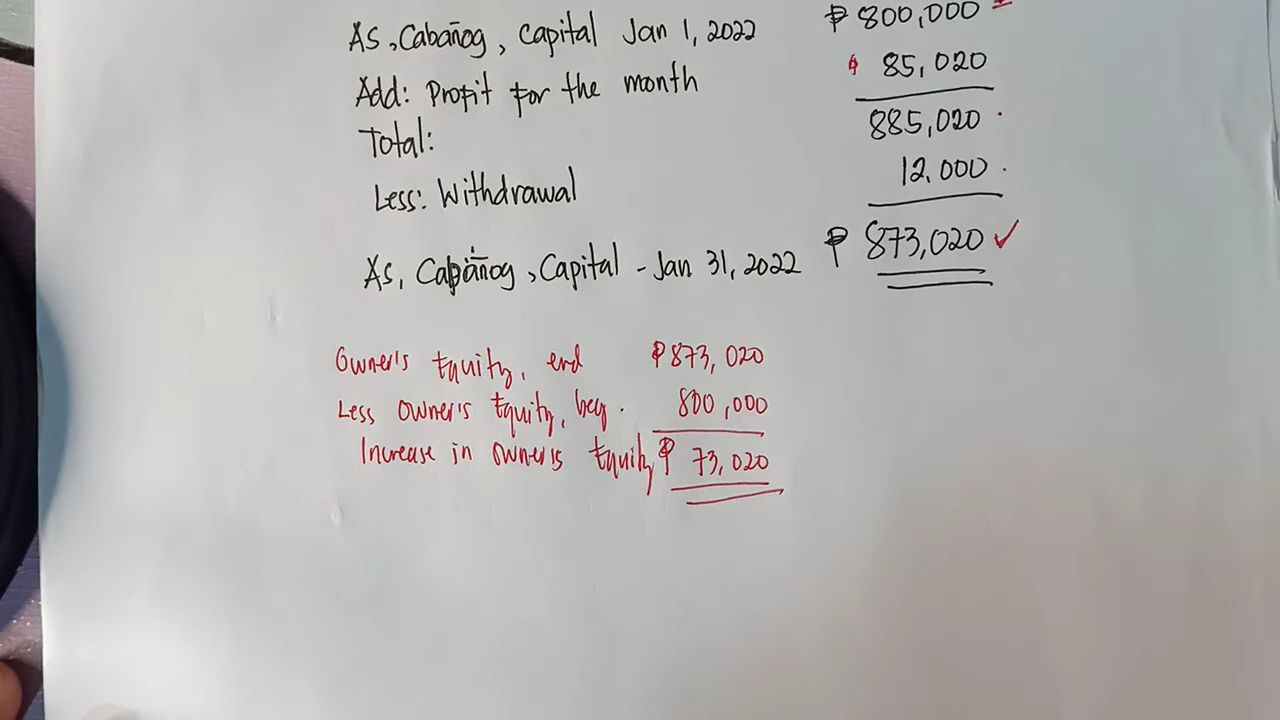 As, Cabañog, Capital Jan 1, 2022 ₱ 800,000
Add: Profit for the month 85,020
Total: 885,020
Less: Withdrawal 12,000
As, Cabañog, Capital - Jan 31, 2022 ₱ 873,020 ✓
Owner's Equity, end ₱873,020
Less Owner's Equity, beg. 800,000
Increase in owner's Equity ₱ 73,020